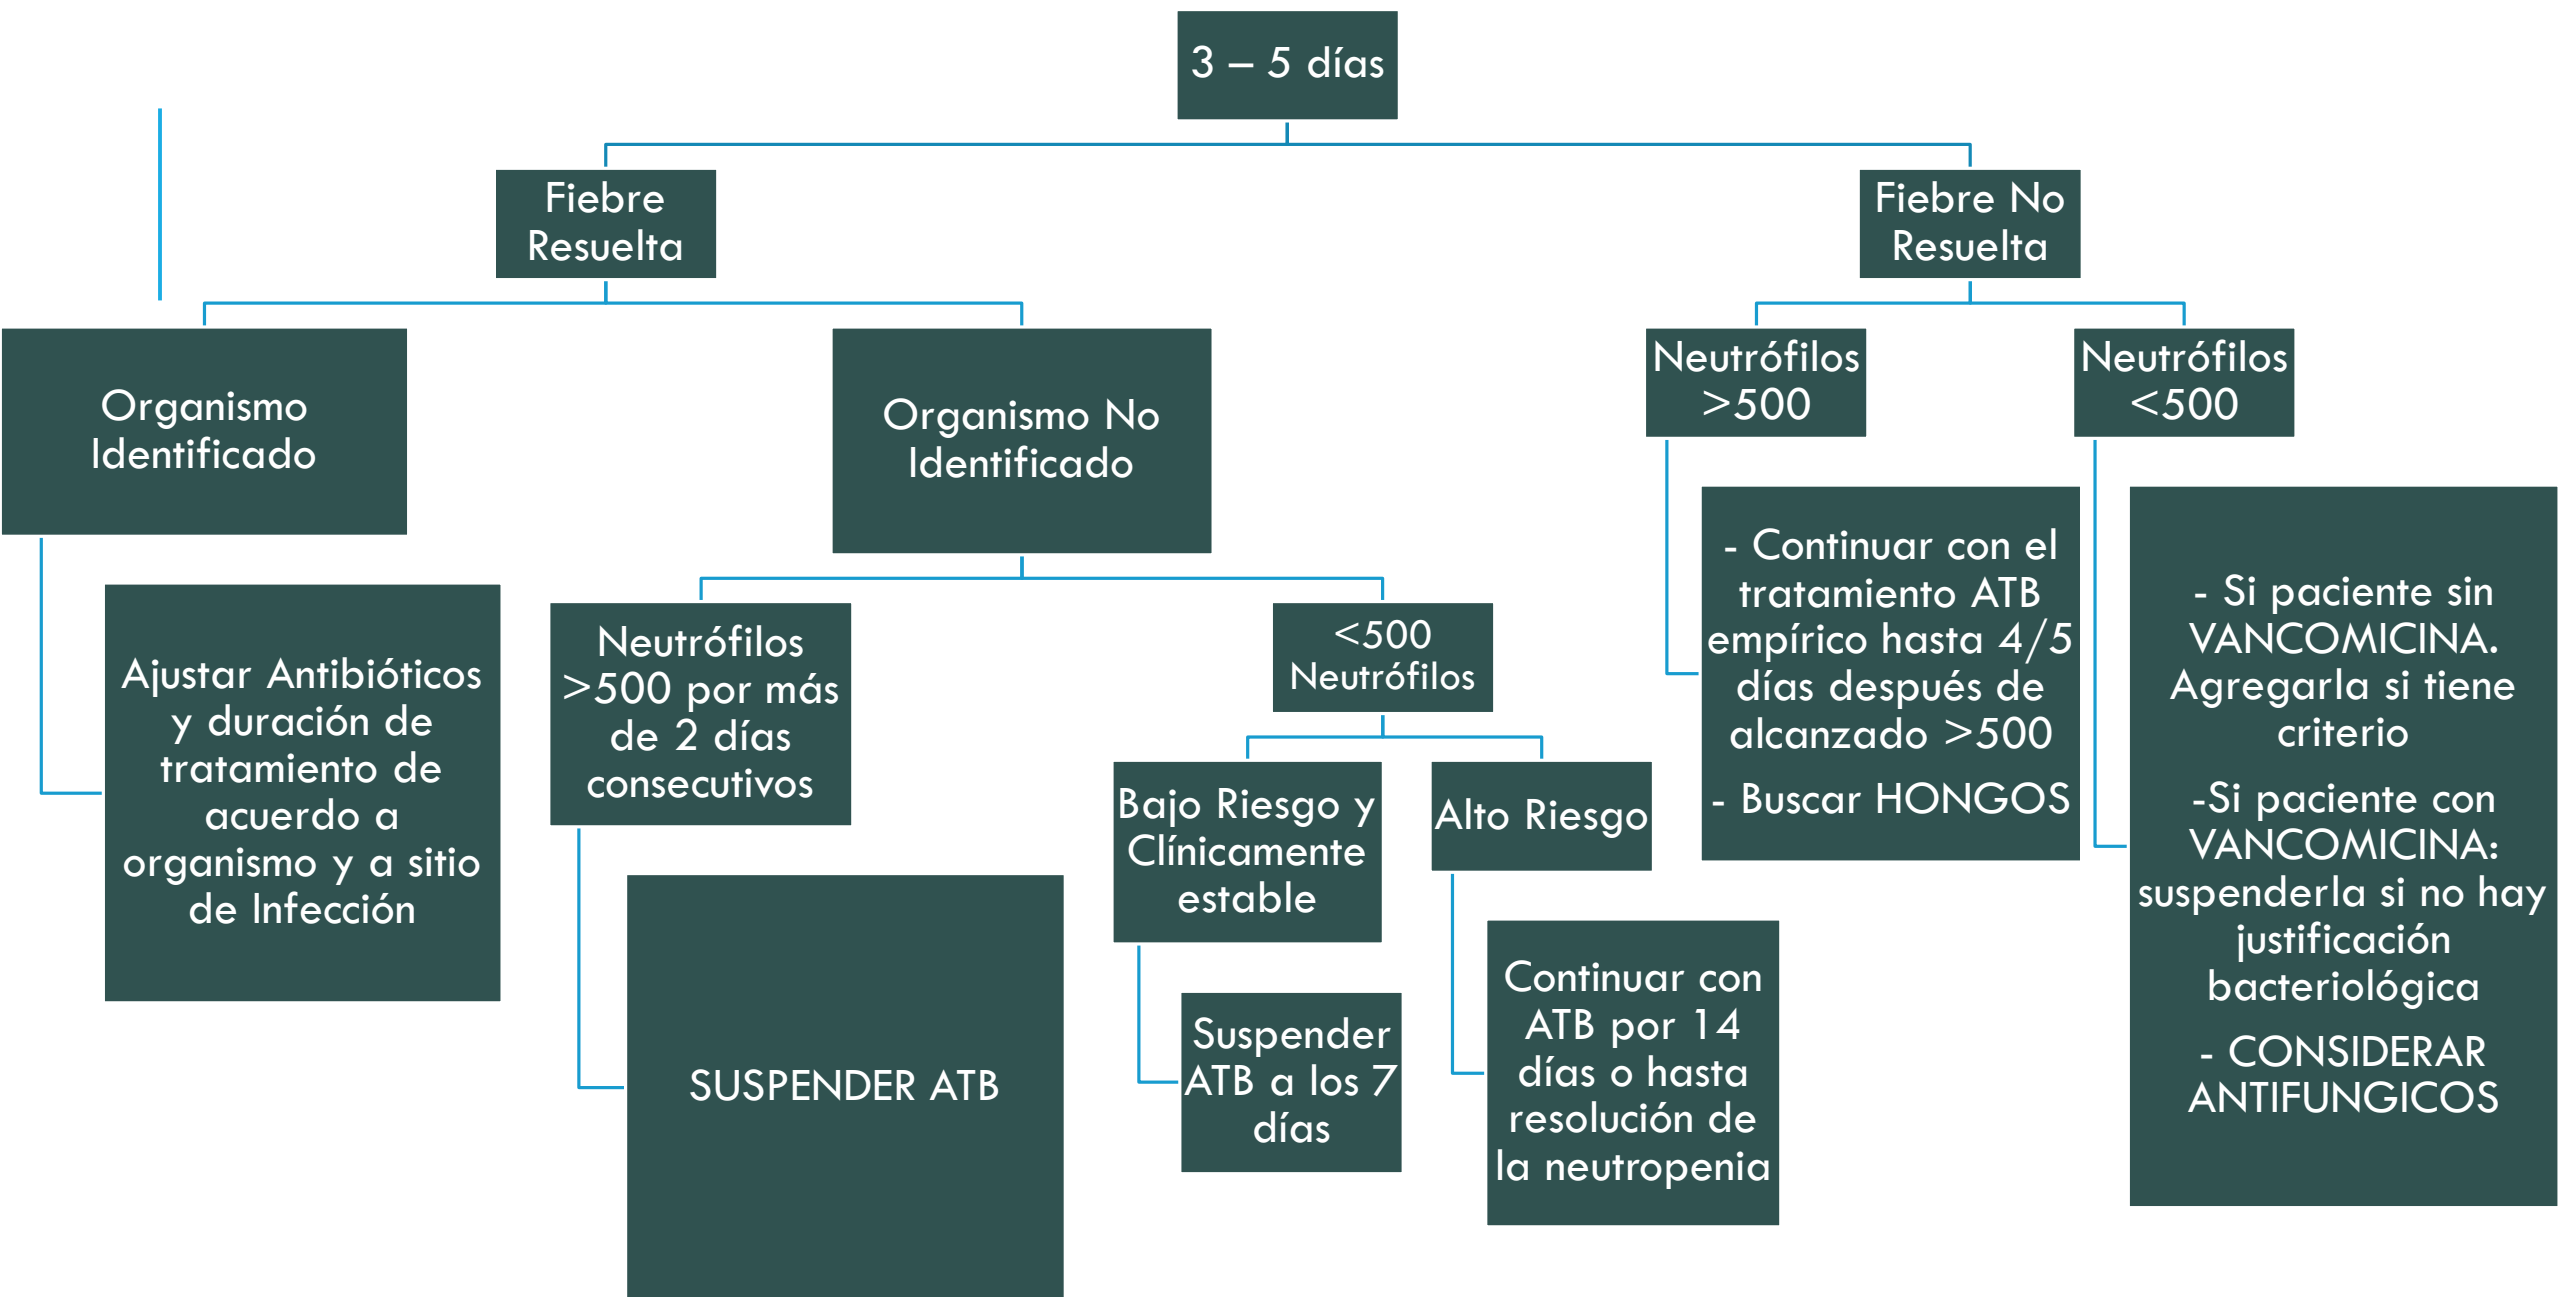 3 – 5 días
Fiebre
Resuelta
Fiebre No
Resuelta
Organismo
Identificado
Organismo No
Identificado
Neutrófilos
>500
Neutrófilos
<500
Ajustar Antibióticos
y duración de
tratamiento de
acuerdo a
organismo y a sitio
de Infección
Neutrófilos
>500 por más
de 2 días
consecutivos
SUSPENDER ATB
<500
Neutrófilos
Bajo Riesgo y
Clínicamente
estable
Suspender
ATB a los 7
días
Alto Riesgo
Continuar con
ATB por 14
días o hasta
resolución de
la neutropenia
- Continuar con el
tratamiento ATB
empírico hasta 4/5
días después de
alcanzado >500
- Buscar HONGOS
- Si paciente sin
VANCOMICINA.
Agregarla si tiene
criterio
-Si paciente con
VANCOMICINA:
suspenderla si no hay
justificación
bacteriológica
- CONSIDERAR
ANTIFUNGICOS